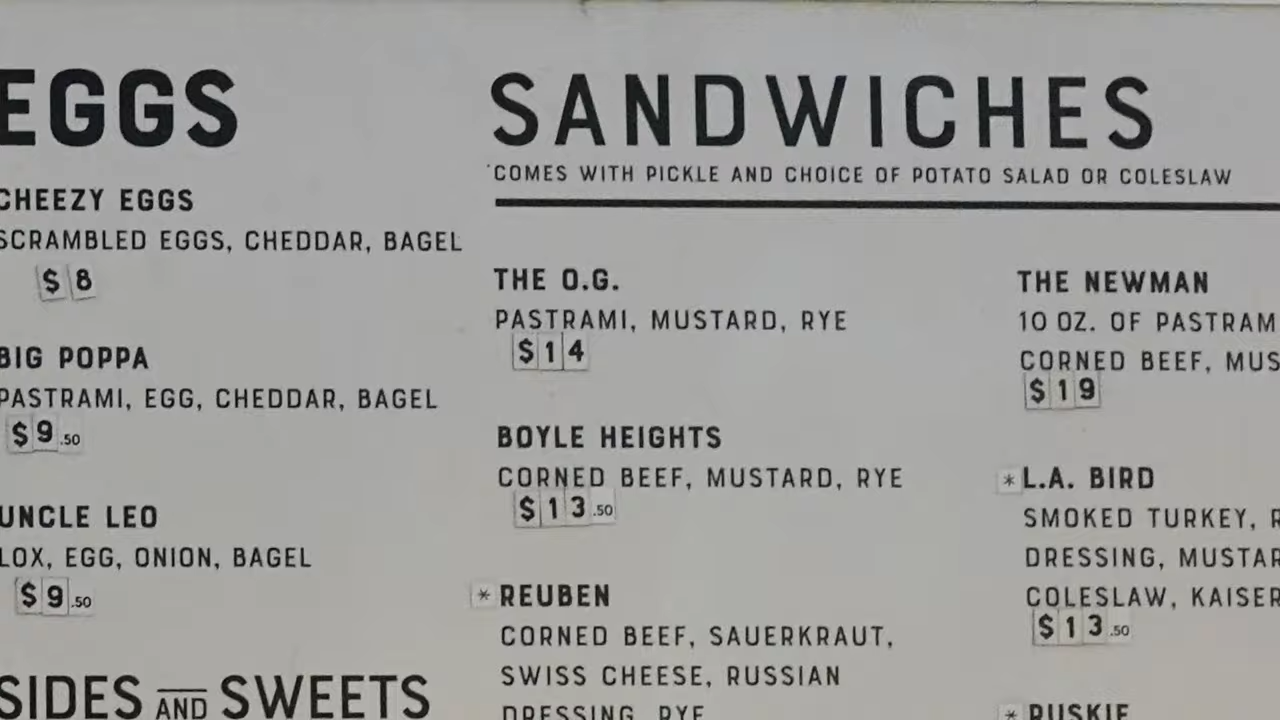 EGGS
CHEEZY EGGS
SCRAMBLED EGGS, CHEDDAR, BAGEL
$8
BIG POPPA
PASTRAMI, EGG, CHEDDAR, BAGEL
$9.50
UNCLE LEO
LOX, EGG, ONION, BAGEL
$9.50
SIDES AND SWEETS
SANDWICHES
*COMES WITH PICKLE AND CHOICE OF POTATO SALAD OR COLESLAW
THE O.G.
PASTRAMI, MUSTARD, RYE
$14
BOYLE HEIGHTS
CORNED BEEF, MUSTARD, RYE
$13.50
* REUBEN
CORNED BEEF, SAUERKRAUT,
SWISS CHEESE, RUSSIAN
DRESSING, RYE
THE NEWMAN
10 OZ. OF PASTRAM
CORNED BEEF, MUS
$19
* L.A. BIRD
SMOKED TURKEY, R
DRESSING, MUSTAR
COLESLAW, KAISER
$13.50
* RUSKIE